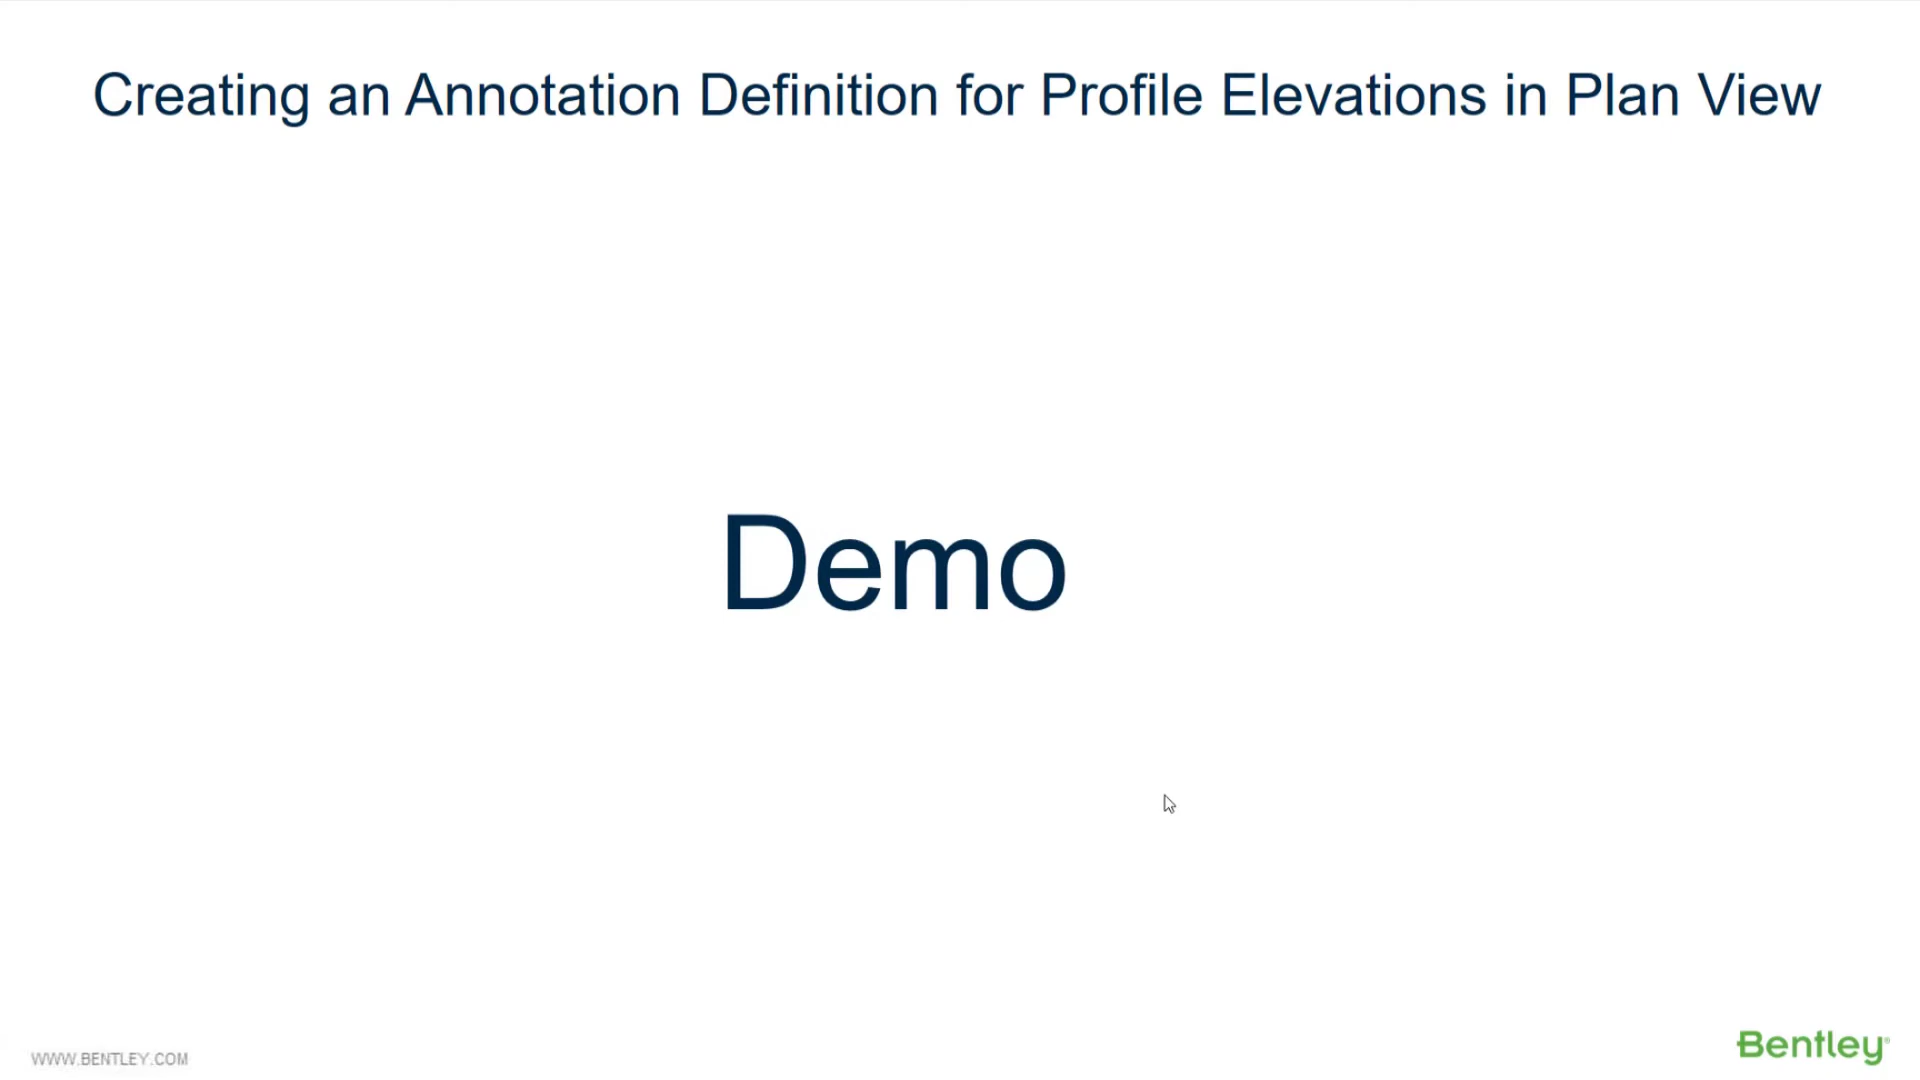 Creating an Annotation Definition for Profile Elevations in Plan View
Demo
WWW.BENTLEY.COM
Bentley®